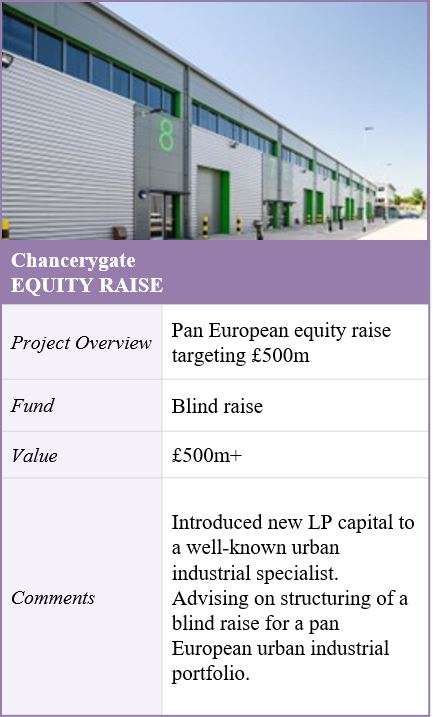 8
Chancerygate
EQUITY RAISE
Project Overview
Pan European equity raise
targeting £500m
Fund
Blind raise
Value
£500m+
Comments
Introduced new LP capital to
a well-known urban
industrial specialist.
Advising on structuring of a
blind raise for a pan
European urban industrial
portfolio.